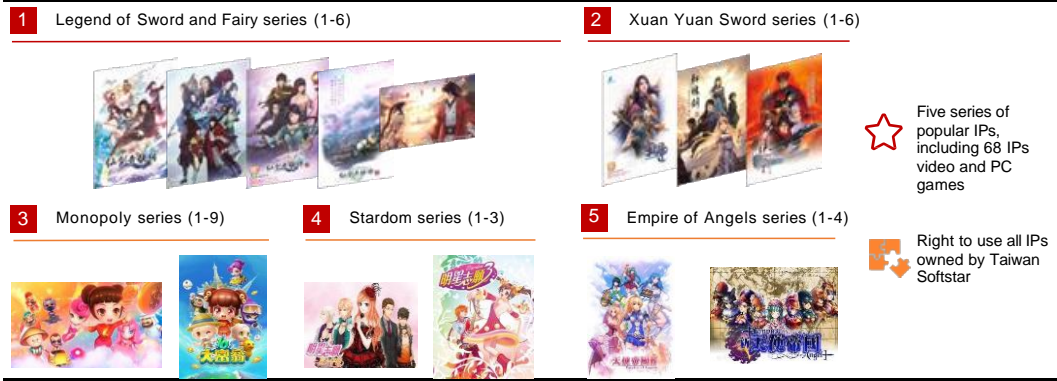 1 Legend of Sword and Fairy series (1-6)
2 Xuan Yuan Sword series (1-6)
Five series of
popular IPs,
including 68 IPs
video and PC
games
3 Monopoly series (1-9)
4 Stardom series (1-3)
5 Empire of Angels series (1-4)
Right to use all IPs
owned by Taiwan
Softstar
大富翁
明星志願3
天使帝國